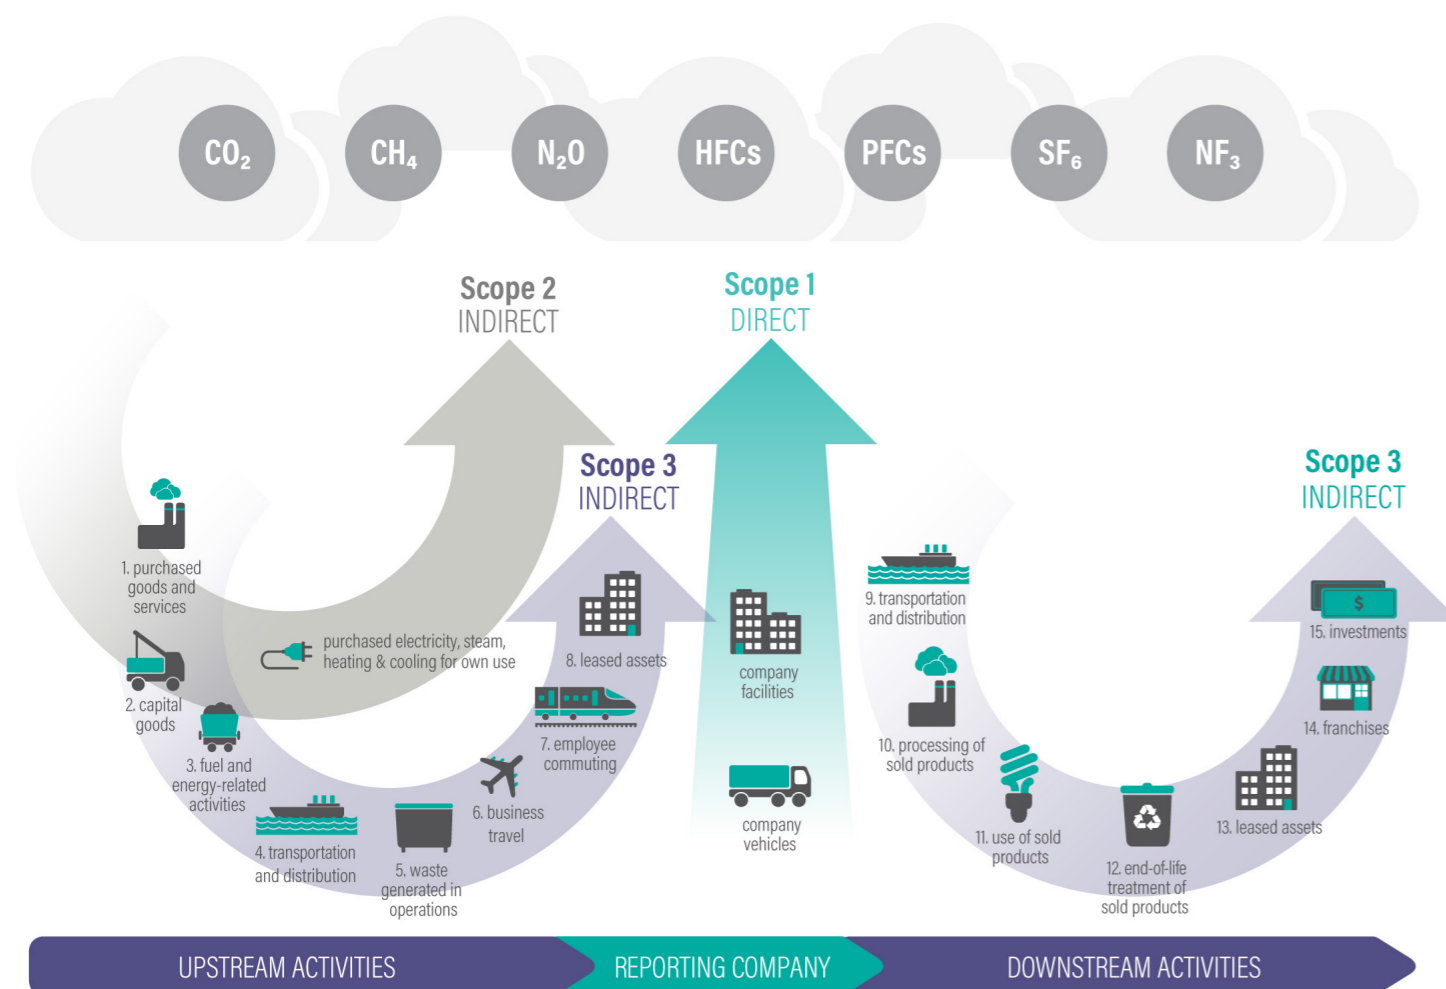 CO₂
CH₄
N₂O
HFCs
PFCs
SF₆
NF₃
Scope 2
INDIRECT
Scope 1
DIRECT
Scope 3
INDIRECT
Scope 3
INDIRECT
1. purchased
goods and
services
2. capital
goods
3. fuel and
energy-related
activities
4. transportation
and distribution
5. waste
generated in
operations
6. business
travel
7. employee
commuting
8. leased assets
purchased electricity, steam,
heating & cooling for own use
company
facilities
company
vehicles
9. transportation
and distribution
10. processing of
sold products
11. use of sold
products
12. end-of-life
treatment of
sold products
13. leased assets
14. franchises
$
15. investments
UPSTREAM ACTIVITIES
REPORTING COMPANY
DOWNSTREAM ACTIVITIES